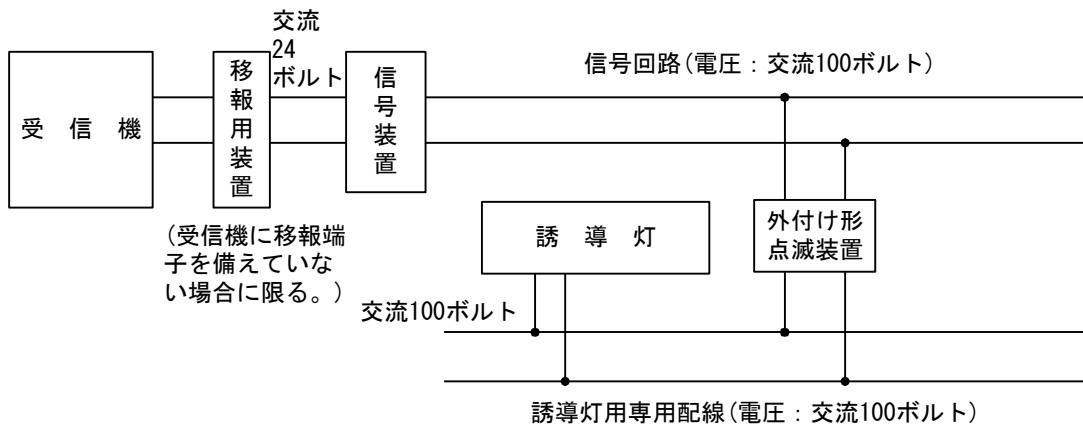 交流
24
ボルト
受信機
移報用装置
信号装置
信号回路(電圧：交流100ボルト)
(受信機に移報端
子を備えていな
い場合に限る。)
誘導灯
外付け形
点滅装置
交流100ボルト
誘導灯用専用配線(電圧：交流100ボルト)